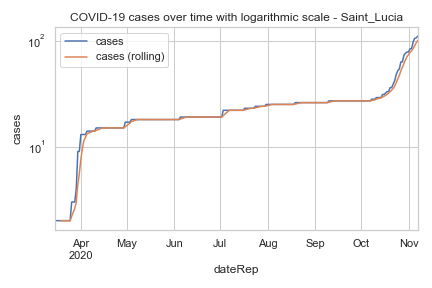 COVID-19 cases over time with logarithmic scale - Saint_Lucia
cases
cases (rolling)
10²
10¹
cases
Apr
2020
May
Jun
Jul
Aug
Sep
Oct
Nov
dateRep